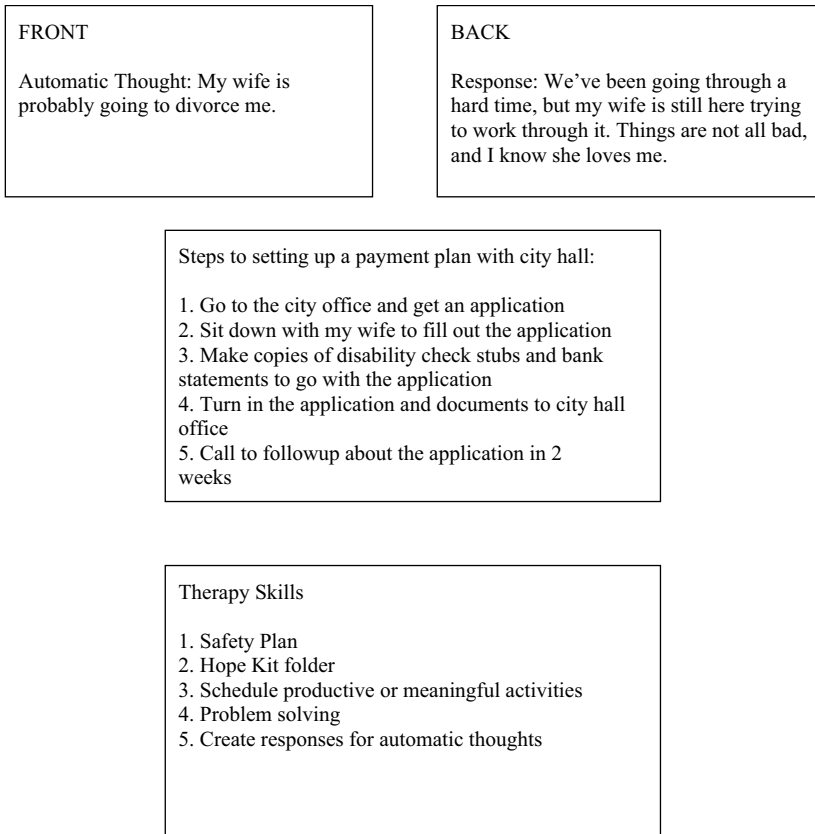 FRONT
Automatic Thought: My wife is
probably going to divorce me.
BACK
Response: We’ve been going through a
hard time, but my wife is still here trying
to work through it. Things are not all bad,
and I know she loves me.
Steps to setting up a payment plan with city hall:
1. Go to the city office and get an application
2. Sit down with my wife to fill out the application
3. Make copies of disability check stubs and bank
statements to go with the application
4. Turn in the application and documents to city hall
office
5. Call to followup about the application in 2
weeks
Therapy Skills
1. Safety Plan
2. Hope Kit folder
3. Schedule productive or meaningful activities
4. Problem solving
5. Create responses for automatic thoughts